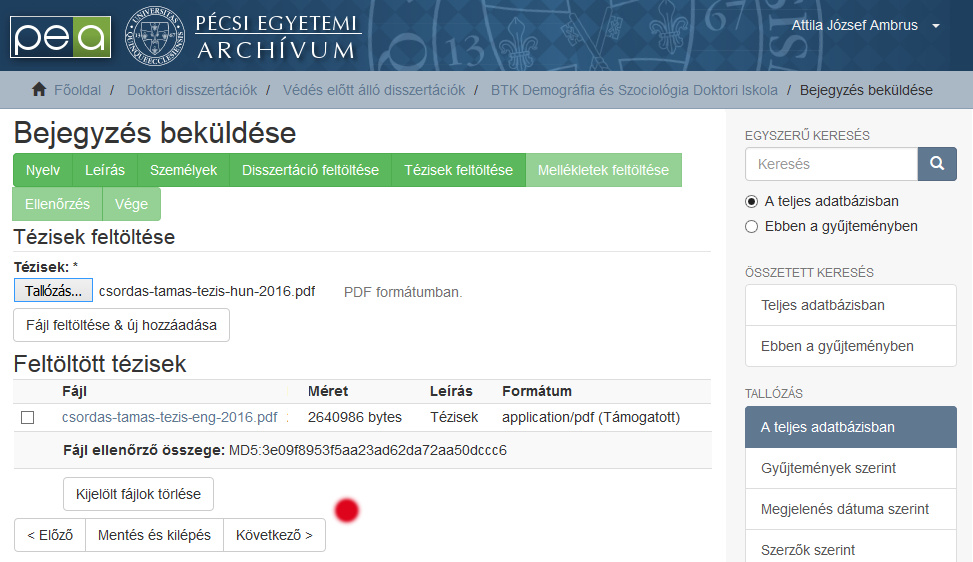 pea
UNIVERSITAS
QUINQUEECCLESIENSIS
13 67
PÉCSI EGYETEMI
ARCHÍVUM
Attila József Ambrus
Főoldal / Doktori disszertációk / Védés előtt álló disszertációk / BTK Demográfia és Szociológia Doktori Iskola / Bejegyzés beküldése
Bejegyzés beküldése
Nyelv Leírás Személyek Disszertáció feltöltése Tézisek feltöltése Mellékletek feltöltése
Ellenőrzés Vége
Tézisek feltöltése
Tézisek: *
Tallózás... csordas-tamas-tezis-hun-2016.pdf PDF formátumban.
Fájl feltöltése & új hozzáadása
Feltöltött tézisek
Fájl Méret Leírás Formátum
csordas-tamas-tezis-eng-2016.pdf 2640986 bytes Tézisek application/pdf (Támogatott)
Fájl ellenőrző összege: MD5:3e09f8953f5aa23ad62da72aa50dccc6
Kijelölt fájlok törlése
< Előző Mentés és kilépés Következő >
EGYSZERŰ KERESÉS
Keresés
A teljes adatbázisban
Ebben a gyűjteményben
ÖSSZETETT KERESÉS
Teljes adatbázisban
Ebben a gyűjteményben
TALLÓZÁS
A teljes adatbázisban
Gyűjtemények szerint
Megjelenés dátuma szerint
Szerzők szerint